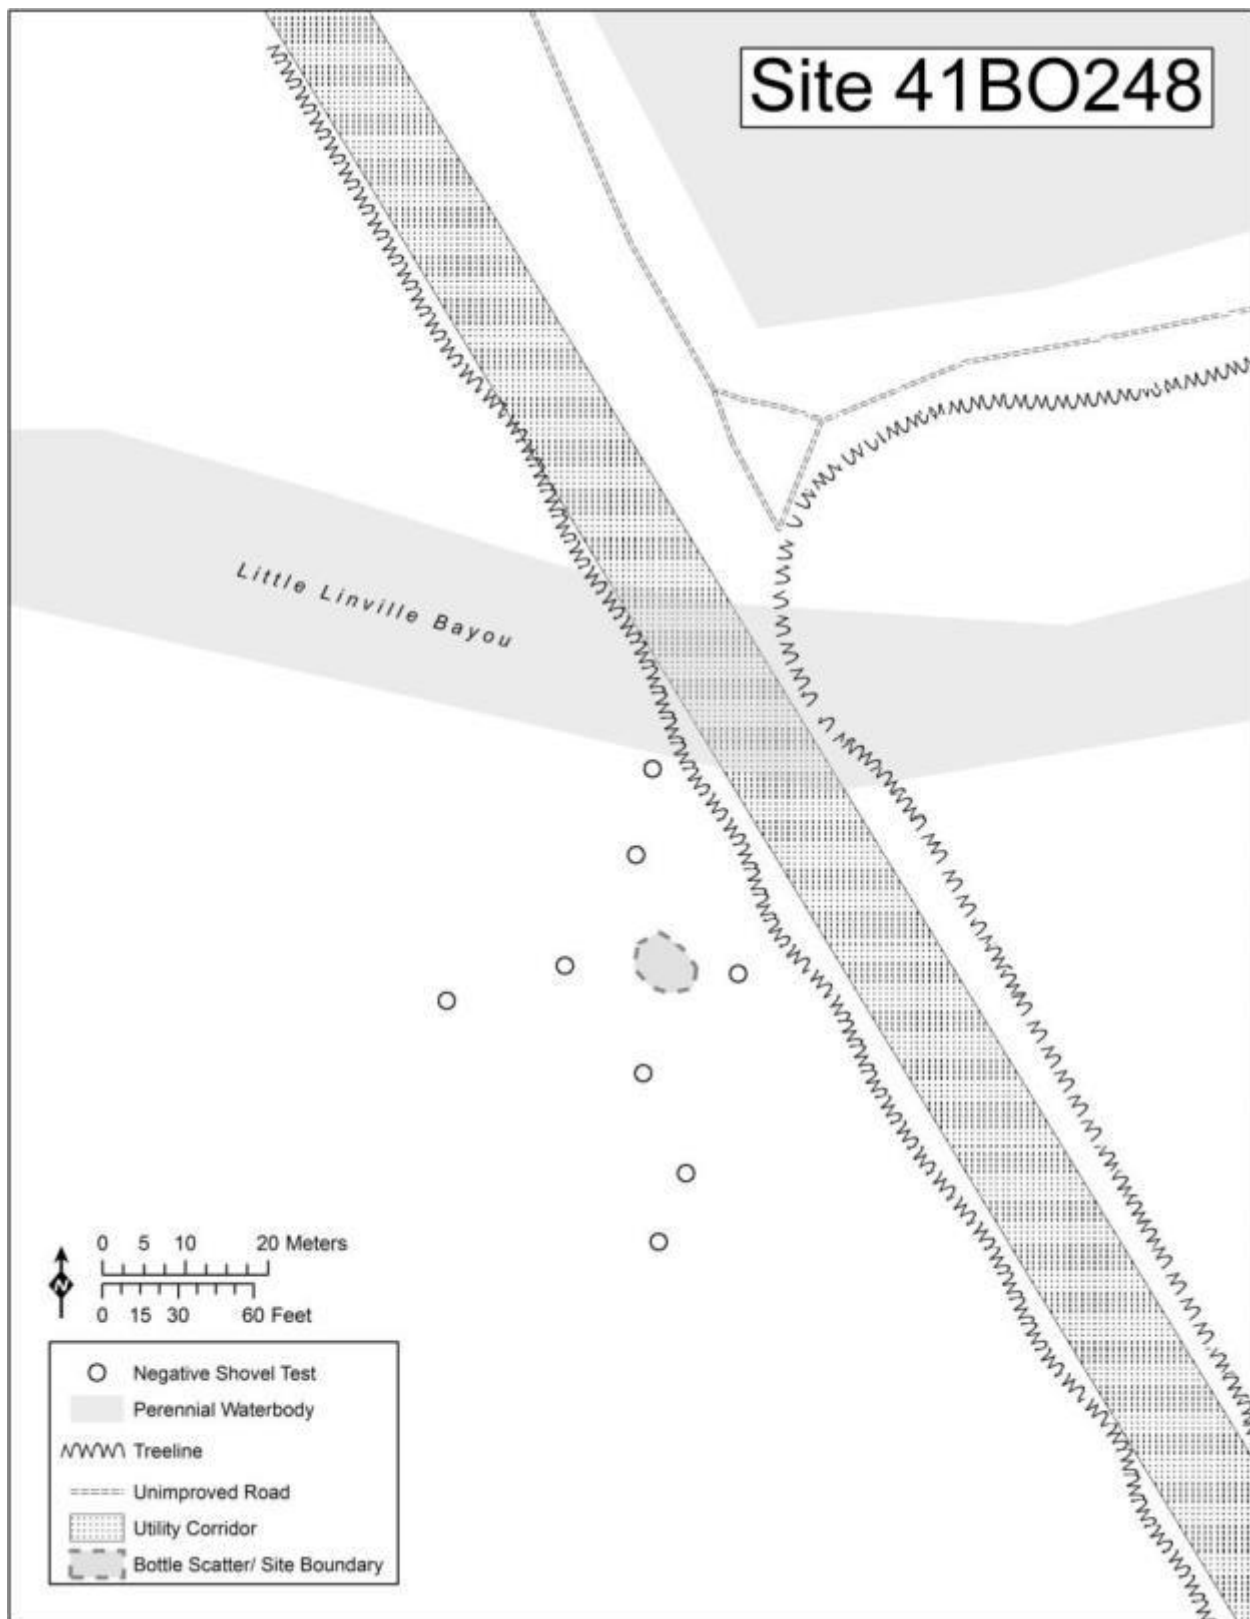 Site 41BO248
Little Linville Bayou
0 5 10 20 Meters
N
0 15 30 60 Feet
Negative Shovel Test
Perennial Waterbody
Treeline
Unimproved Road
Utility Corridor
Bottle Scatter/ Site Boundary